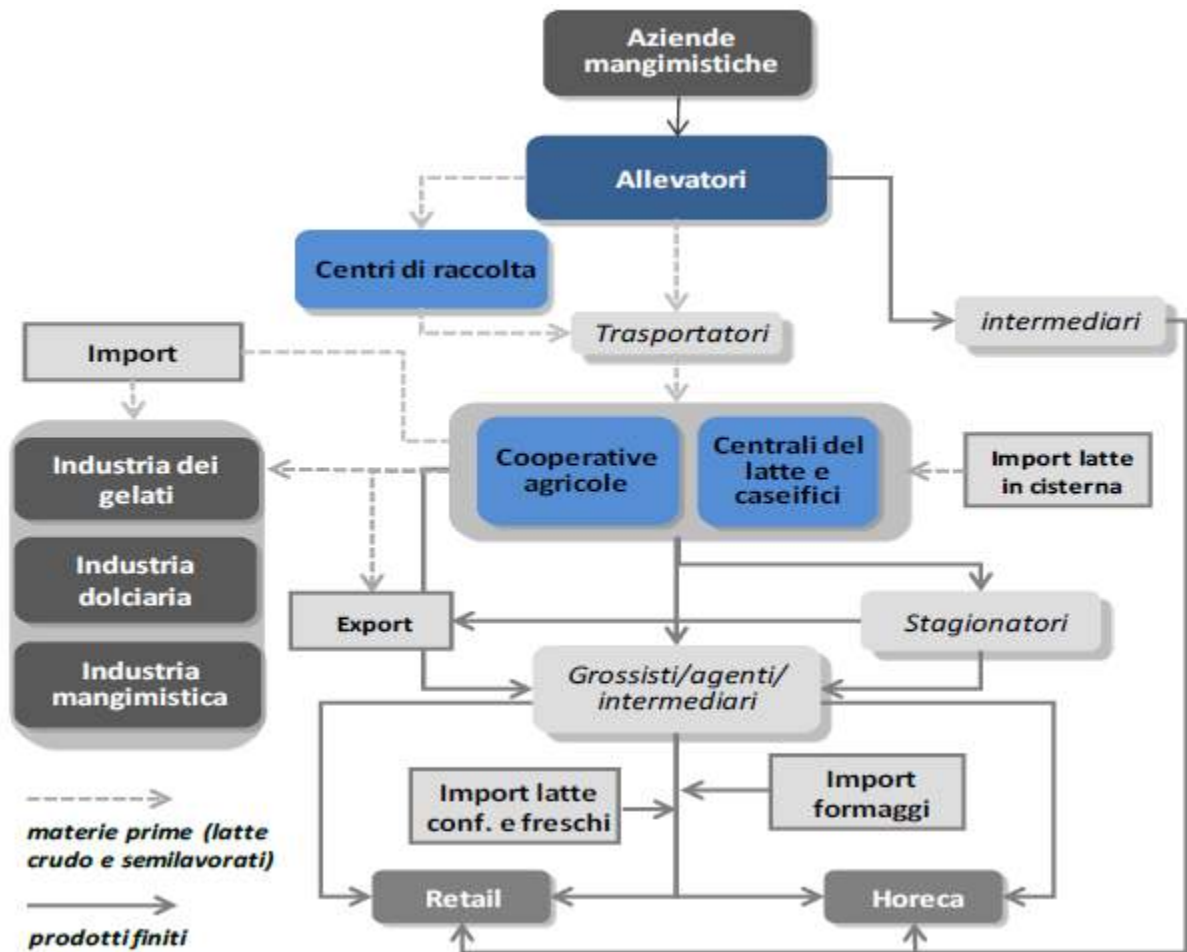 Aziende
mangimistiche
Allevatori
Centri di raccolta
Trasportatori
intermediari
Import
Cooperative
agricole
Centrali del
latte e
caseifici
Import latte
in cisterna
Industria dei
gelati
Industria
dolciaria
Industria
mangimistica
Export
Stagionatori
Grossisti/agenti/
intermediari
Import latte
conf. e freschi
Import
formaggi
materie prime (latte
crudo e semilavorati)
prodotti finiti
Retail
Horeca